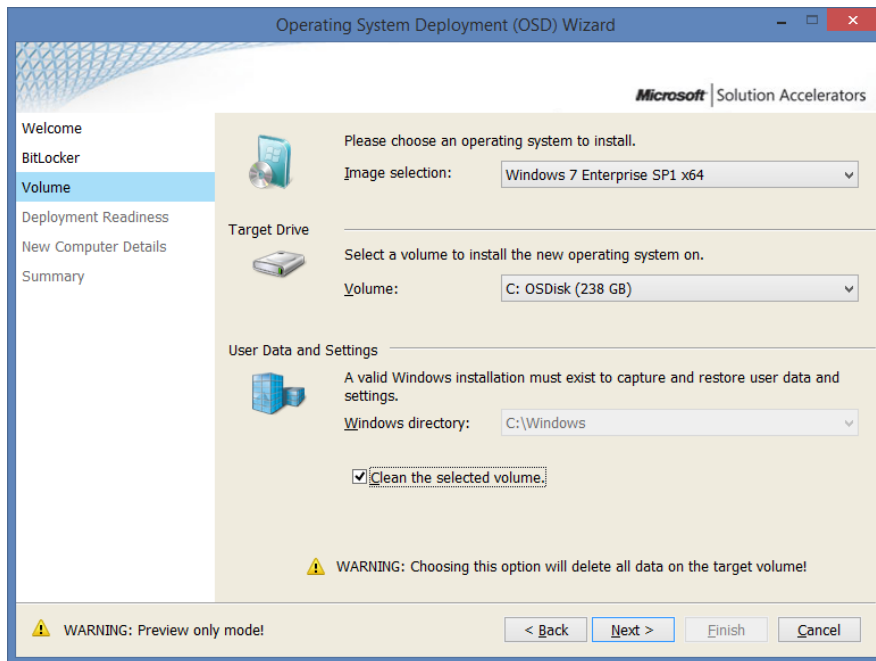 Operating System Deployment (OSD) Wizard
Microsoft | Solution Accelerators
Welcome
BitLocker
Volume
Deployment Readiness
New Computer Details
Summary
Please choose an operating system to install.
Image selection: Windows 7 Enterprise SP1 x64
Target Drive
Select a volume to install the new operating system on.
Volume: C: OSDisk (238 GB)
User Data and Settings
A valid Windows installation must exist to capture and restore user data and
settings.
Windows directory: C:\Windows
Clean the selected volume.
WARNING: Choosing this option will delete all data on the target volume!
WARNING: Preview only mode!
< Back Next > Finish Cancel